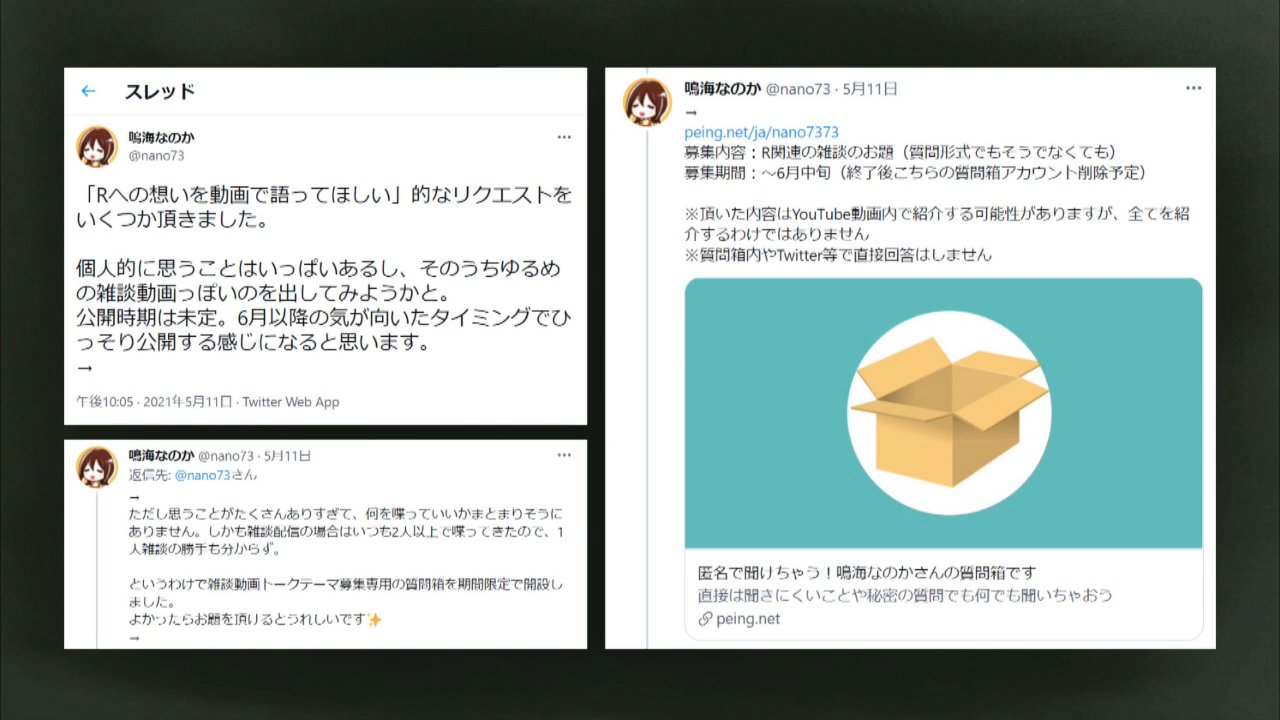 スレッド
鳴海なのか
@nano73
「Rへの想いを動画で語ってほしい」的なリクエストを
いくつか頂きました。
個人的に思うことはいっぱいあるし、そのうちゆるめ
の雑談動画っぽいのを出してみようかと。
公開時期は未定。6月以降の気が向いたタイミングでひ
っそり公開する感じになると思います。
→
午後10:05 · 2021年5月11日 · Twitter Web App
鳴海なのか @nano73 · 5月11日
返信先: @nano73さん
→
ただし思うことがたくさんありすぎて、何を喋っていいかまとまりそうに
ありません。しかも雑談配信の場合はいつも2人以上で喋ってきたので、1
人雑談の勝手も分からず。
というわけで雑談動画トークテーマ募集専用の質問箱を期間限定で開設し
ました。
よかったらお題を頂けるとうれしいです✨
→
鳴海なのか @nano73 · 5月11日
→
peing.net/ja/nano7373
募集内容：R関連の雑談のお題（質問形式でもそうでなくても）
募集期間：～6月中旬（終了後こちらの質問箱アカウント削除予定）
※頂いた内容はYouTube動画内で紹介する可能性がありますが、全てを紹
介するわけではありません
※質問箱内やTwitter等で直接回答はしません
匿名で聞けちゃう！鳴海なのかさんの質問箱です
直接は聞きにくいことや秘密の質問でも何でも聞いちゃおう
peing.net